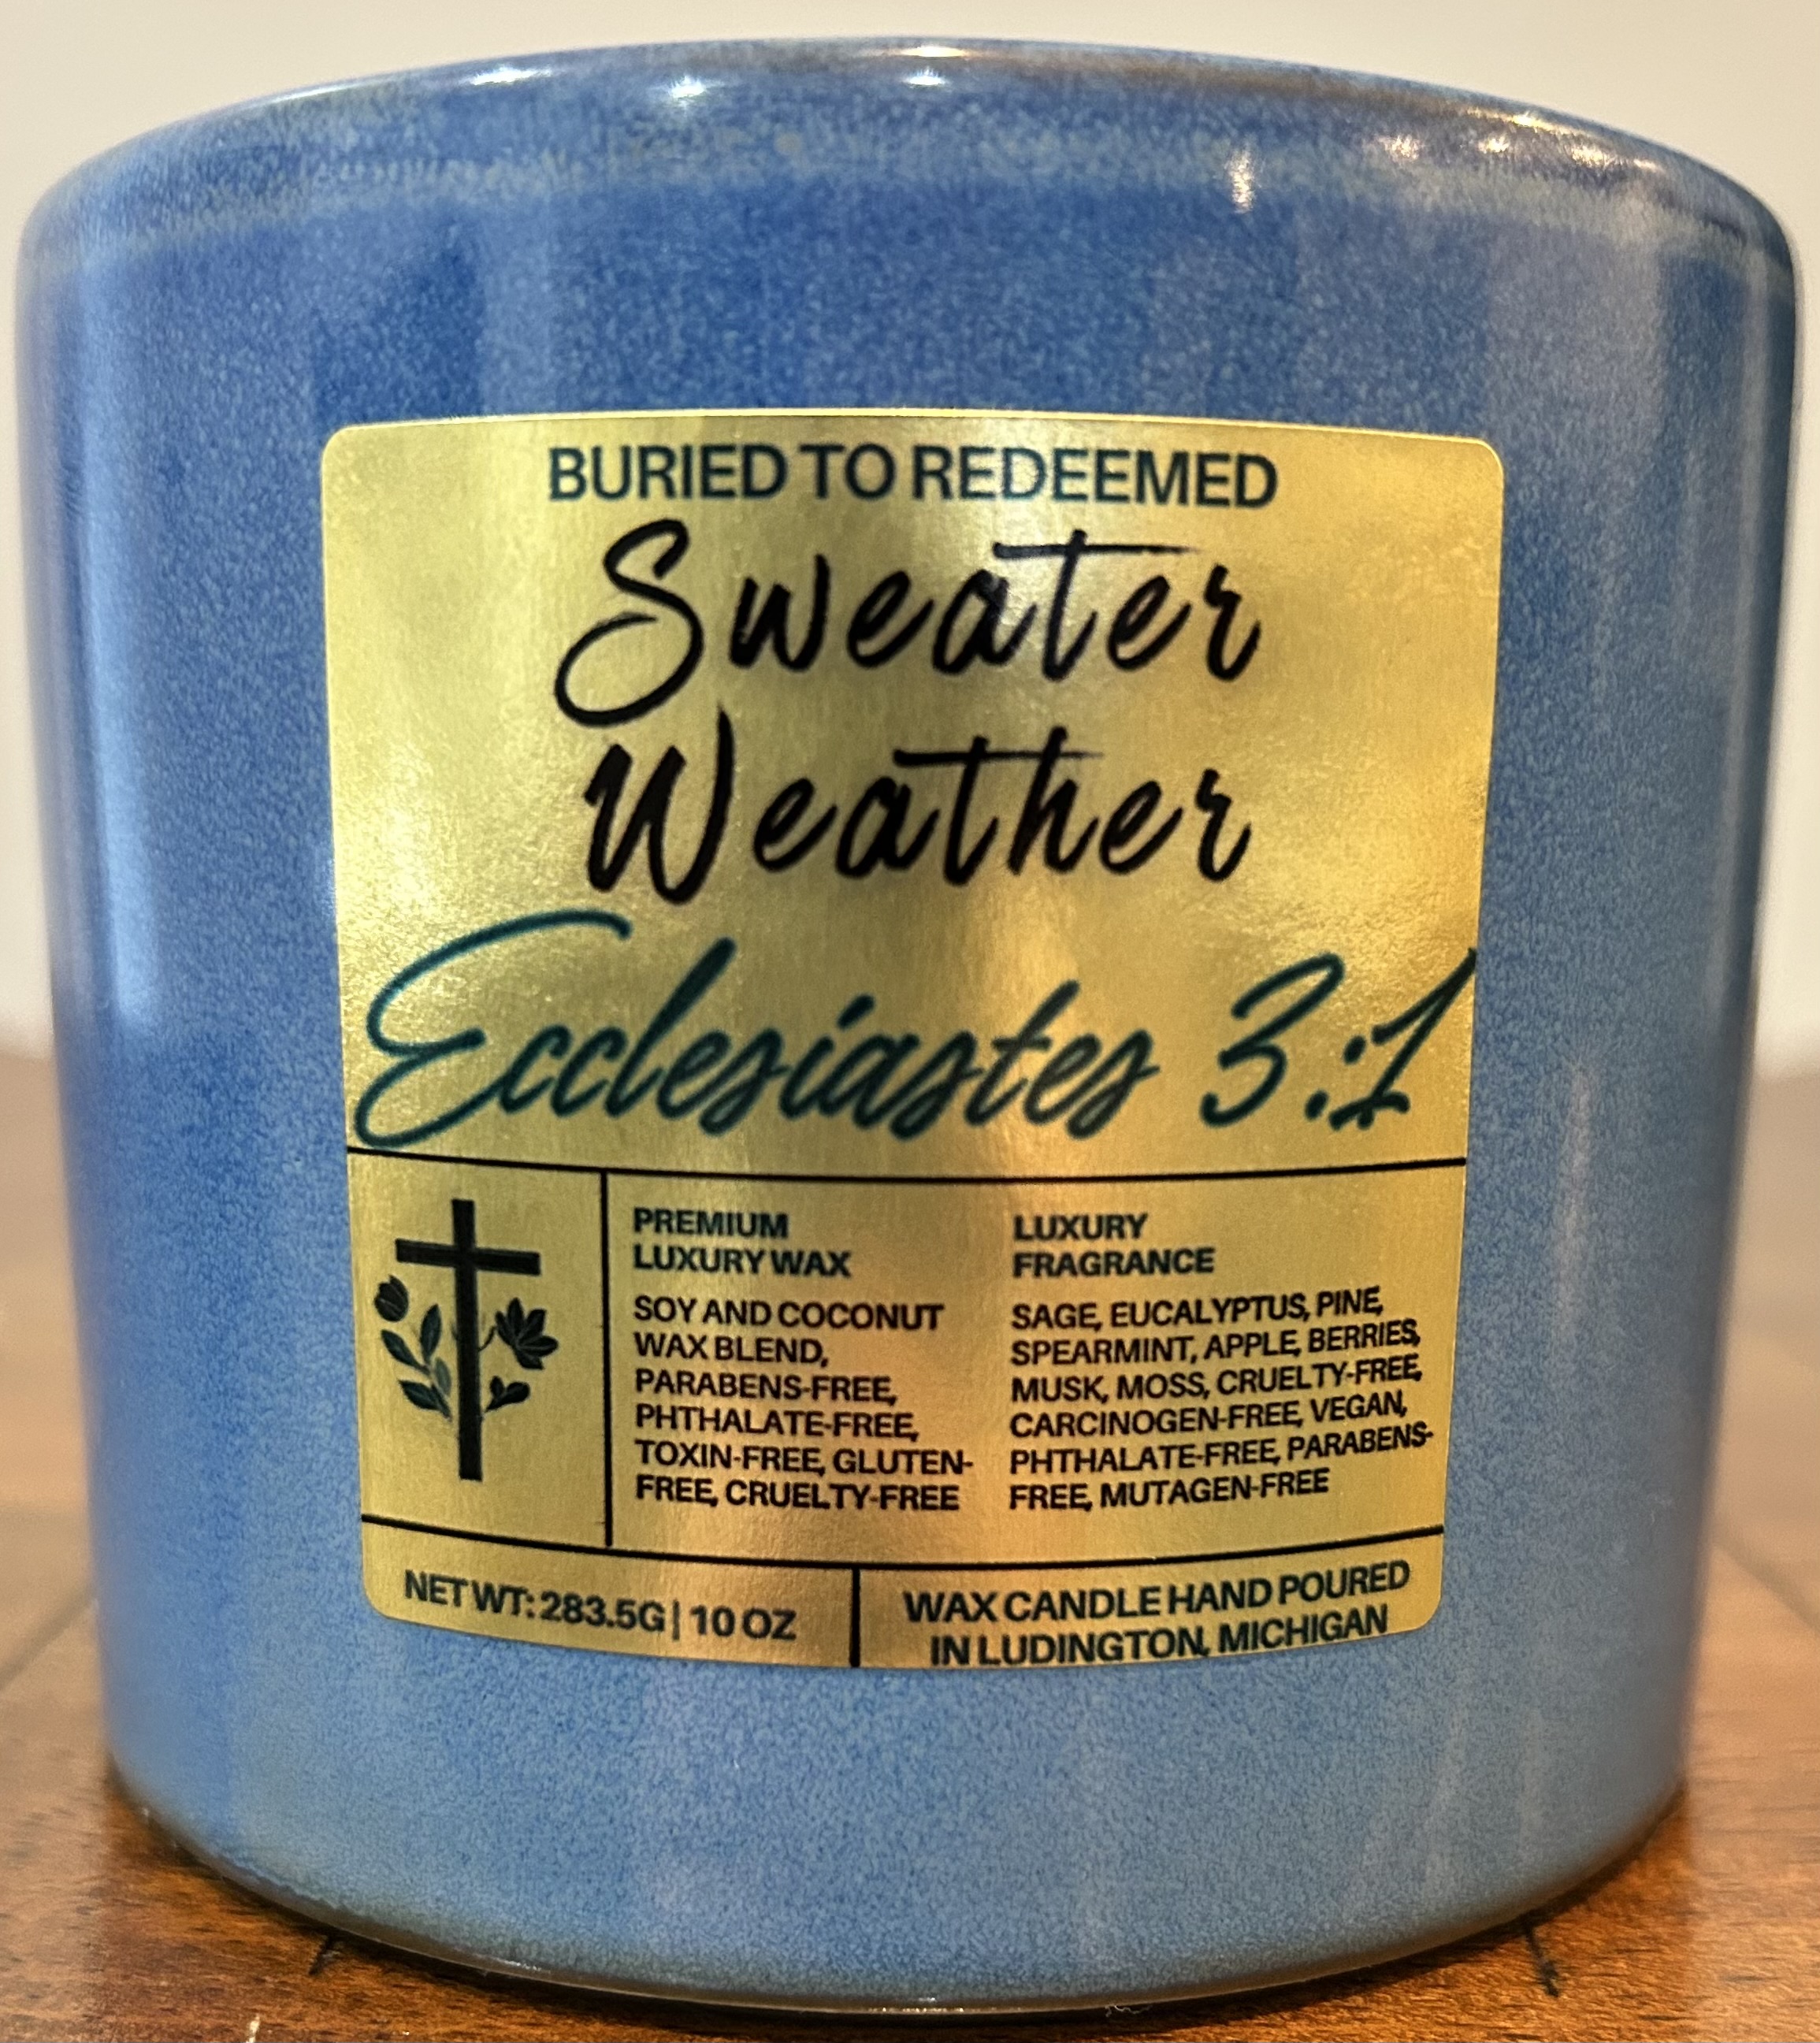 BURIED TO REDEEMED
Sweater
Weather
Ecclesiastes 3:1
PREMIUM
LUXURY WAX
SOY AND COCONUT
WAX BLEND,
PARABENS-FREE,
PHTHALATE-FREE,
TOXIN-FREE, GLUTEN-
FREE, CRUELTY-FREE
LUXURY
FRAGRANCE
SAGE, EUCALYPTUS, PINE,
SPEARMINT, APPLE, BERRIES,
MUSK, MOSS, CRUELTY-FREE,
CARCINOGEN-FREE, VEGAN,
PHTHALATE-FREE, PARABENS-
FREE, MUTAGEN-FREE
NET WT: 283.5G | 10 OZ
WAX CANDLE HAND POURED
IN LUDINGTON, MICHIGAN